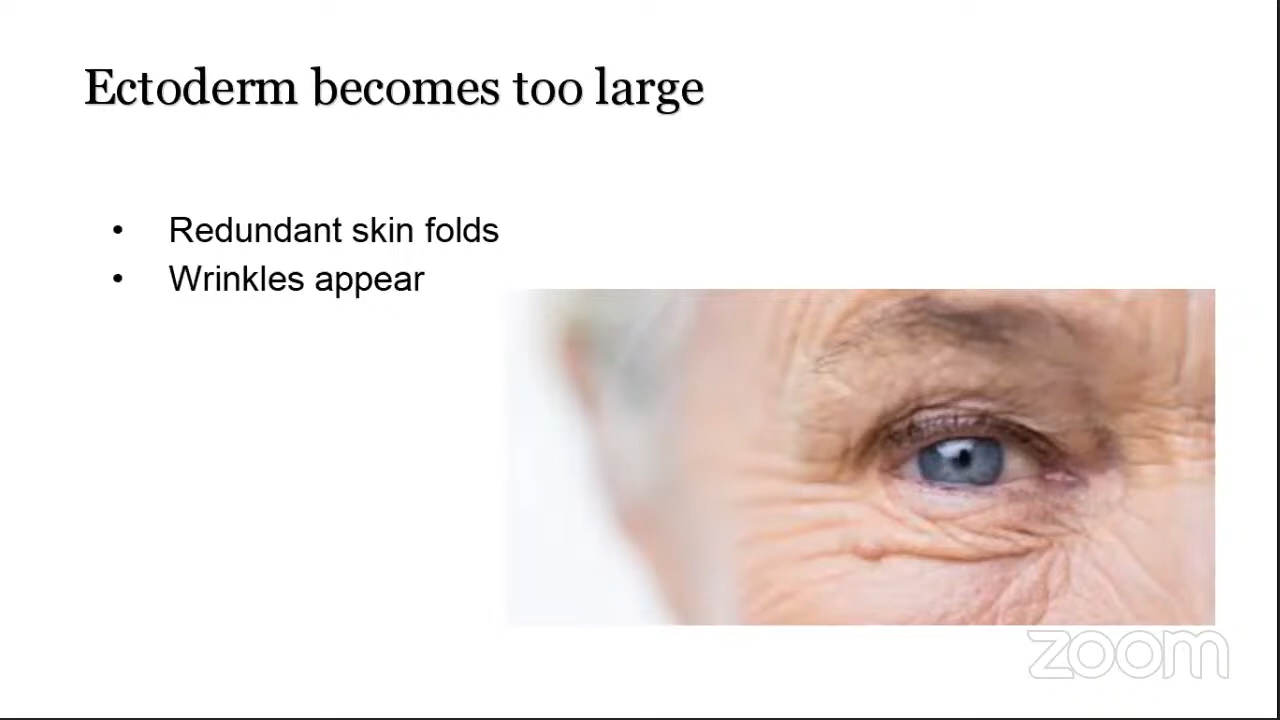 Ectoderm becomes too large
• Redundant skin folds
• Wrinkles appear
zoom